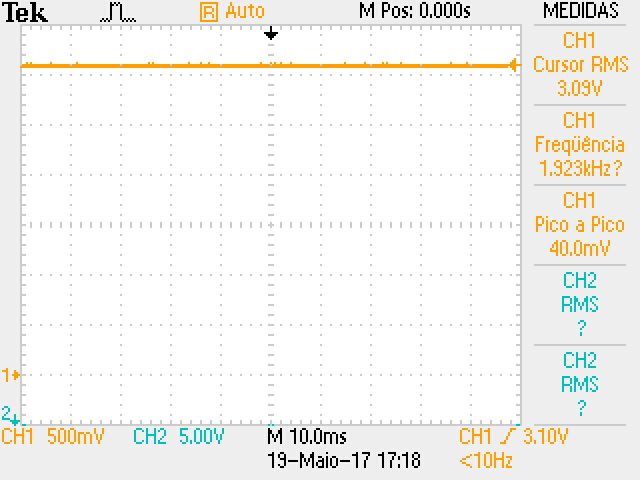 Tek
R Auto
M Pos: 0.000s
MEDIDAS
CH1
Cursor RMS
3.09V
CH1
Freqüência
1.923kHz?
CH1
Pico a Pico
40.0mV
CH2
RMS
?
CH2
RMS
?
1
2
CH1 500mV
CH2 5.00V
M 10.0ms
CH1 3.10V
19-Maio-17 17:18
<10Hz